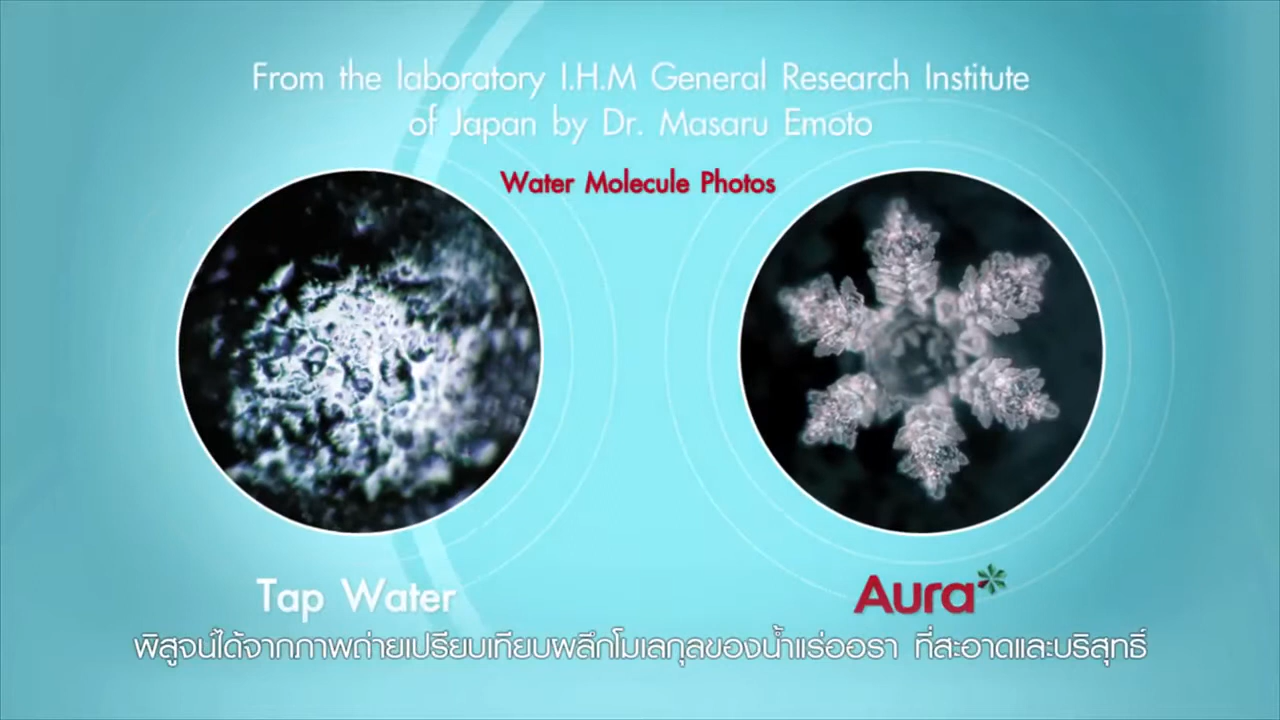 From the laboratory I.H.M General Research Institute
of Japan by Dr. Masaru Emoto
Water Molecule Photos
Tap Water
Aura
พิสูจน์ได้จากภาพถ่ายเปรียบเทียบผลึกโมเลกุลของน้ำแร่ออรา ที่สะอาดและบริสุทธิ์